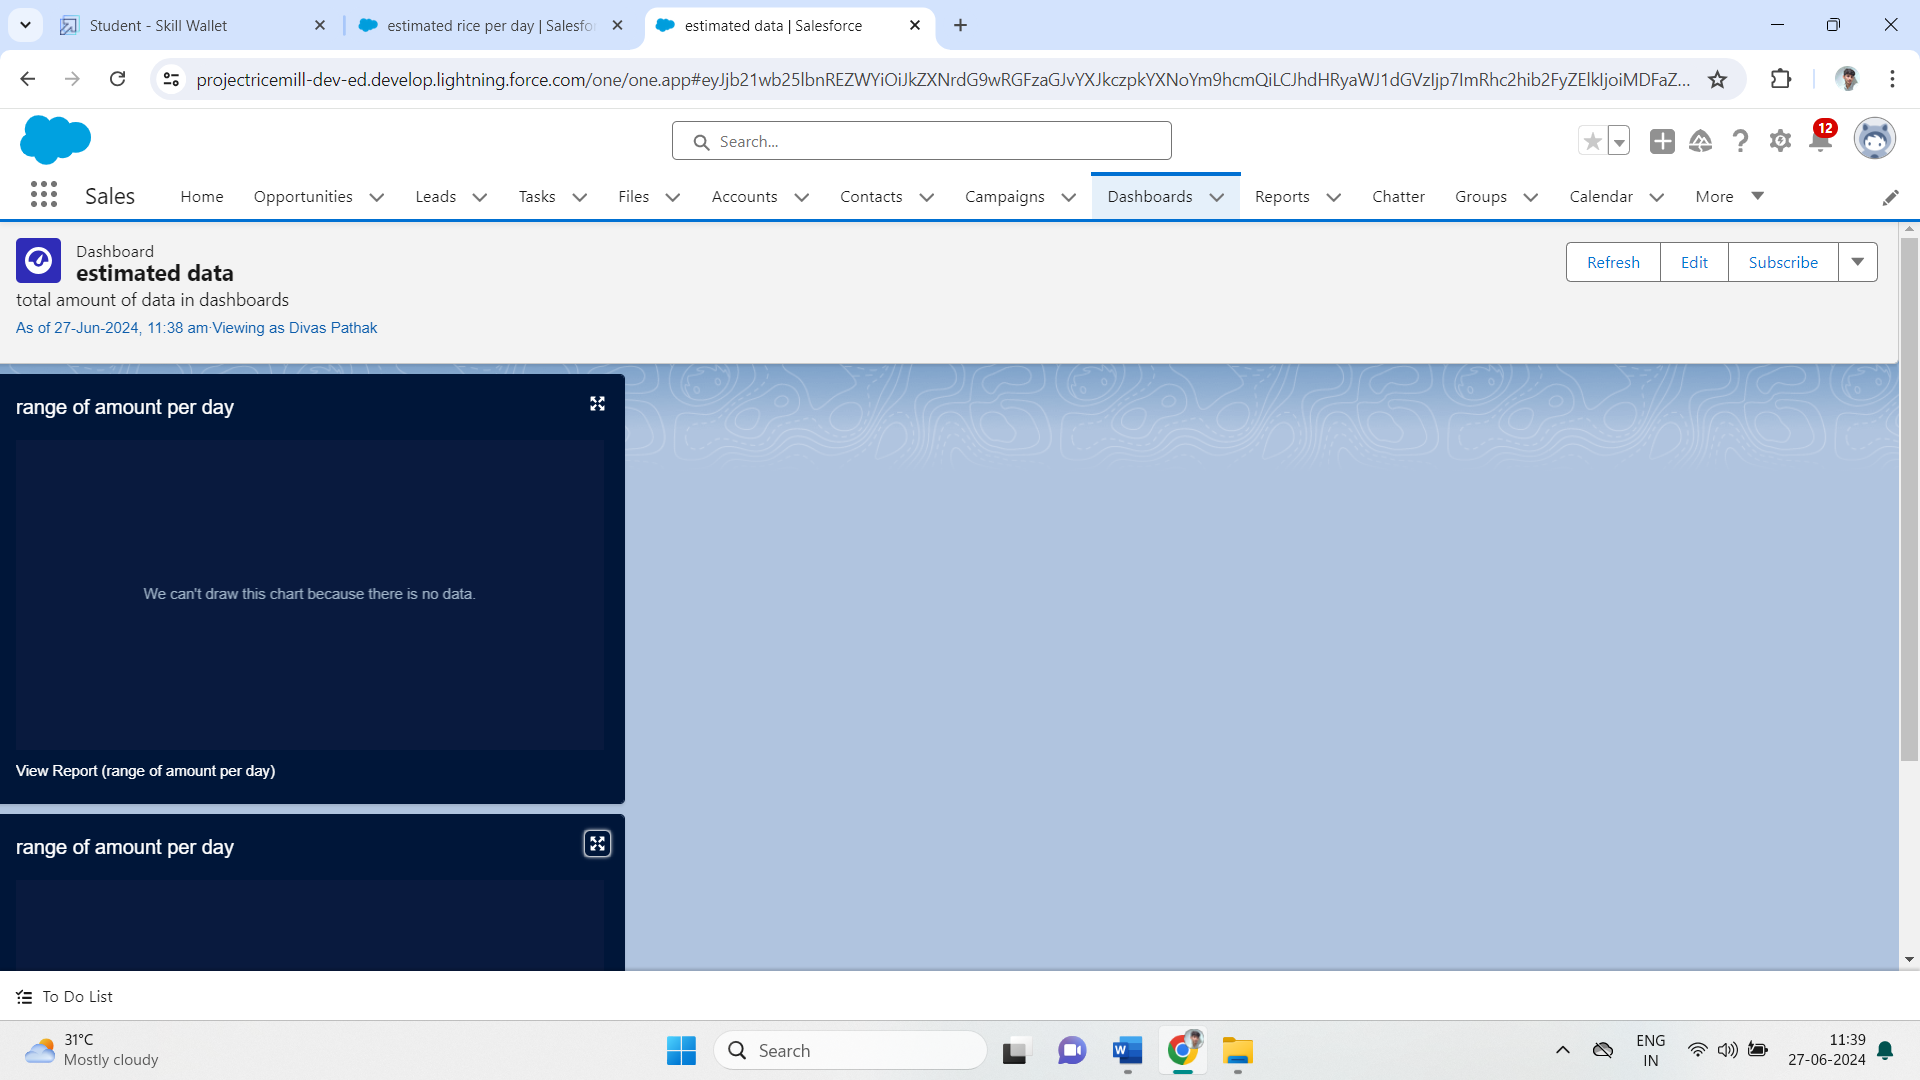 Student - Skill Wallet
estimated rice per day | Salesfo
estimated data | Salesforce
projectricemill-dev-ed.develop.lightning.force.com/one/one.app#eyJjb21wb25lbnREZWYiOiJkZXNrdG9wRGFzaGJvYXJkczpkYXNoYm9hcmQiLCJhdHRyaWJ1dGVzIjp7ImRhc2hib2FyZElkIjoiMDFaZ...
Search...
12
Sales
Home
Opportunities
Leads
Tasks
Files
Accounts
Contacts
Campaigns
Dashboards
Reports
Chatter
Groups
Calendar
More
Dashboard
estimated data
total amount of data in dashboards
As of 27-Jun-2024, 11:38 am·Viewing as Divas Pathak
Refresh
Edit
Subscribe
range of amount per day
We can't draw this chart because there is no data.
View Report (range of amount per day)
range of amount per day
To Do List
31°C
Mostly cloudy
Search
ENG
IN
11:39
27-06-2024